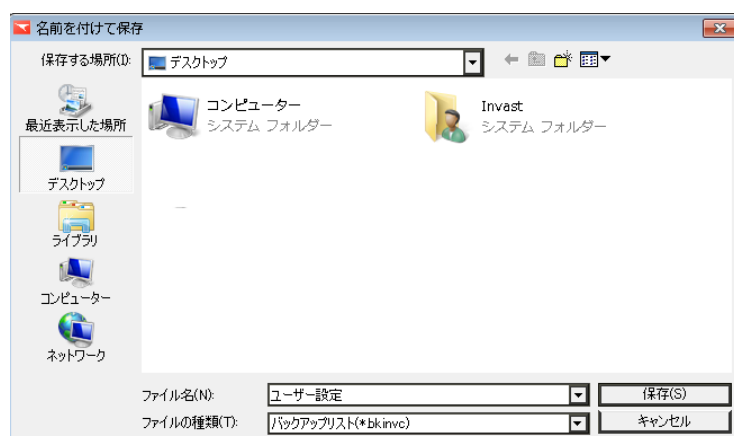 名前を付けて保存
保存する場所(I):
デスクトップ
最近表示した場所
デスクトップ
ライブラリ
コンピューター
ネットワーク
コンピューター
システム フォルダー
Invast
システム フォルダー
ファイル名(N):
ユーザー設定
保存(S)
ファイルの種類(T):
バックアップリスト(*bkinvc)
キャンセル